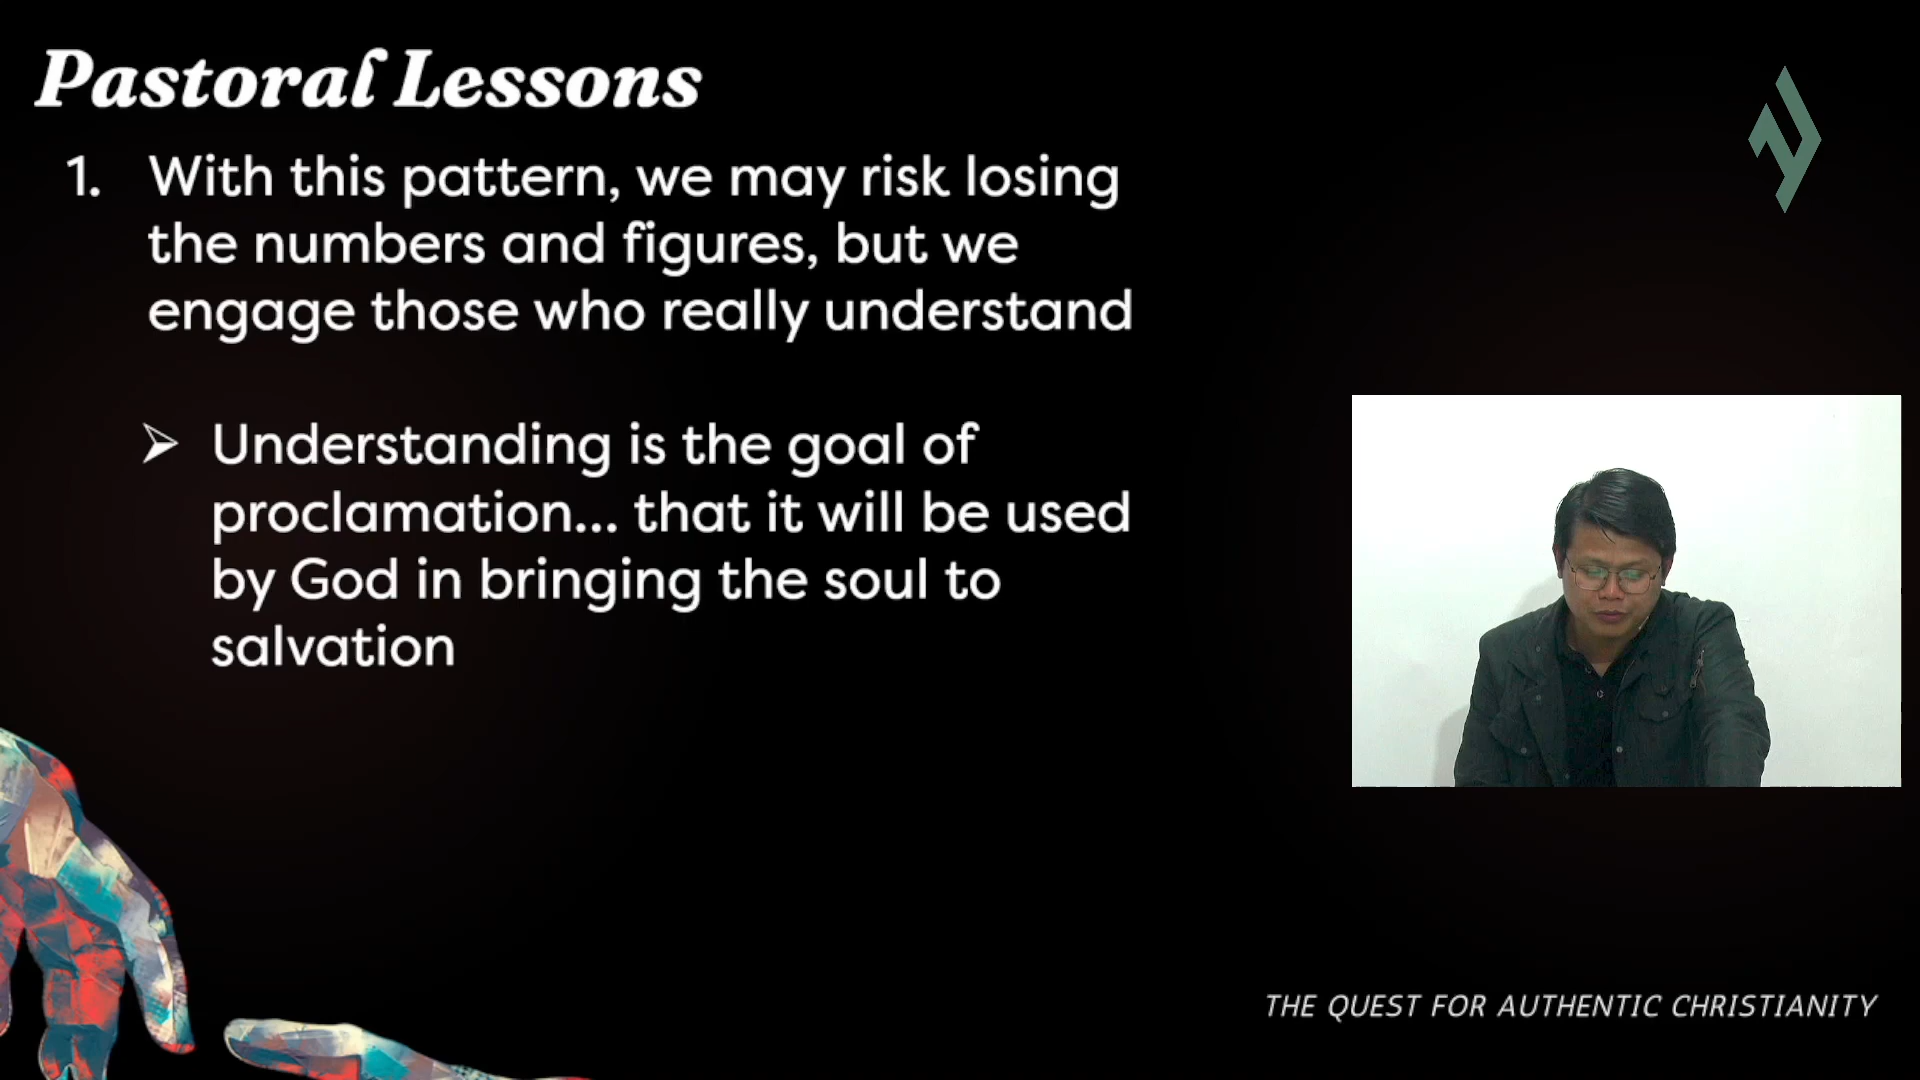 Pastoral Lessons
1. With this pattern, we may risk losing
the numbers and figures, but we
engage those who really understand
➢ Understanding is the goal of
proclamation... that it will be used
by God in bringing the soul to
salvation
THE QUEST FOR AUTHENTIC CHRISTIANITY